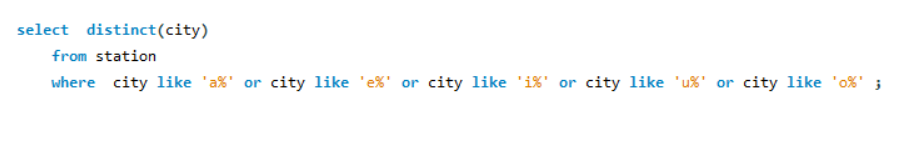 select distinct(city)
from station
where city like 'a%' or city like 'e%' or city like 'i%' or city like 'u%' or city like 'o%' ;